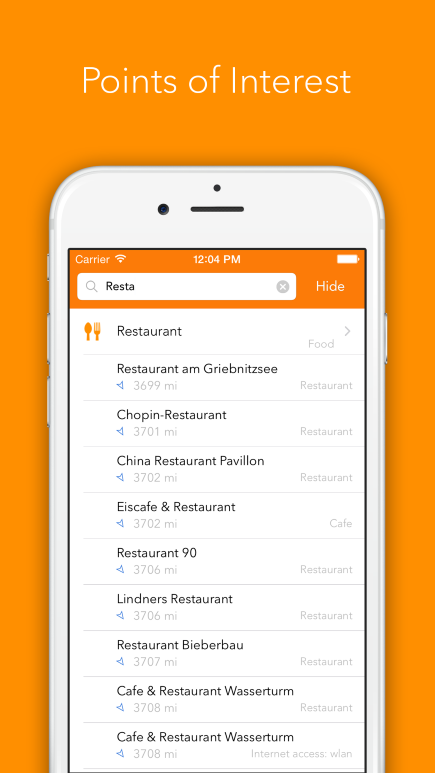 Points of Interest
Carrier 12:04 PM
Resta Hide
Restaurant
Food
Restaurant am Griebnitzsee
3699 mi Restaurant
Chopin-Restaurant
3701 mi Restaurant
China Restaurant Pavillon
3702 mi Restaurant
Eiscafe & Restaurant
3702 mi Cafe
Restaurant 90
3706 mi Restaurant
Lindners Restaurant
3706 mi Restaurant
Restaurant Bieberbau
3707 mi Restaurant
Cafe & Restaurant Wasserturm
3708 mi Restaurant
Cafe & Restaurant Wasserturm
3708 mi Internet access: wlan